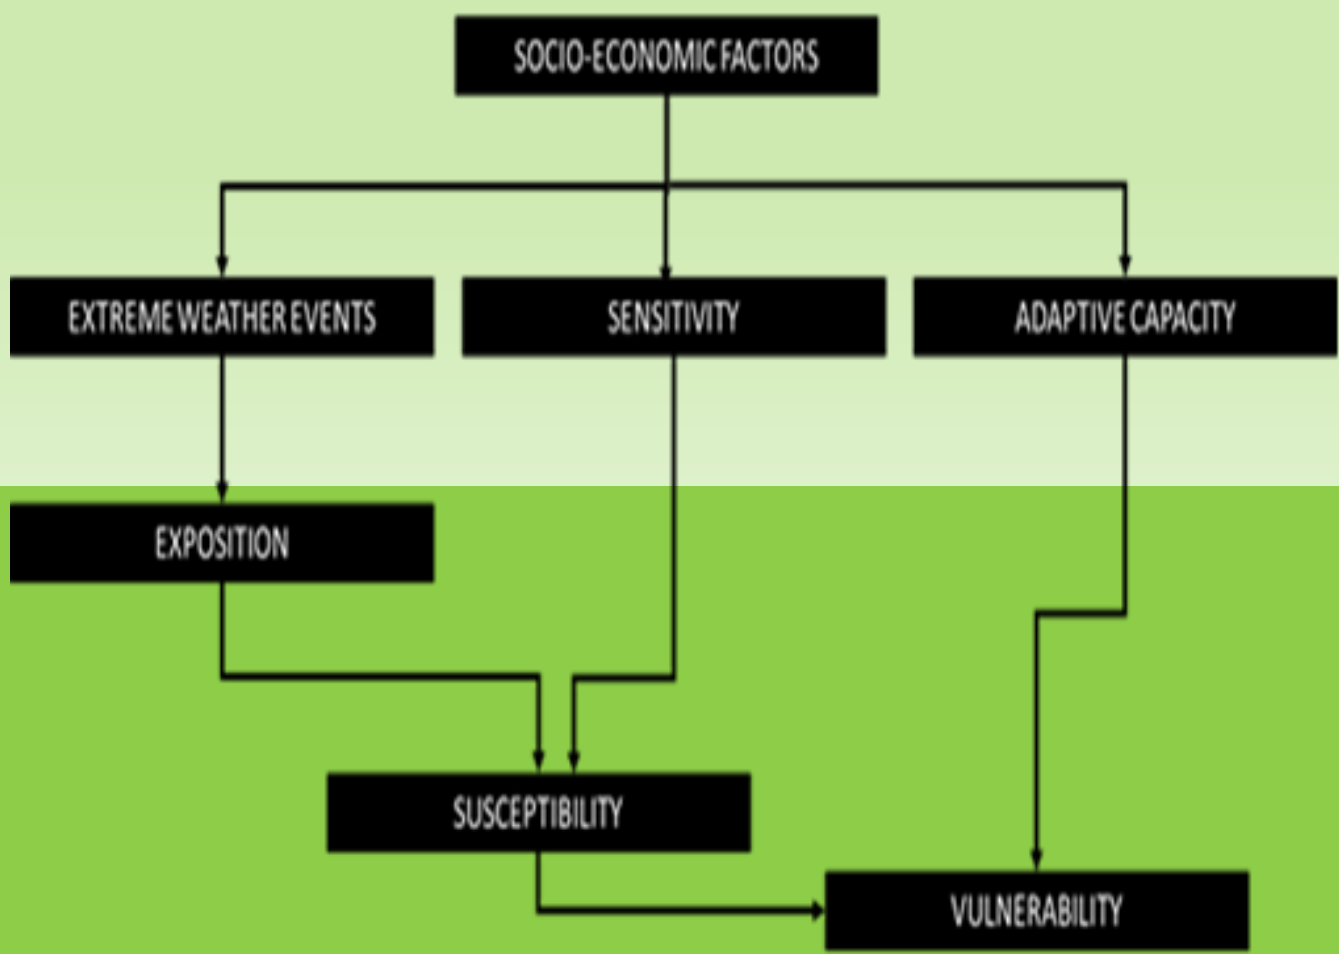 SOCIO-ECONOMIC FACTORS
EXTREME WEATHER EVENTS
SENSITIVITY
ADAPTIVE CAPACITY
EXPOSITION
SUSCEPTIBILITY
VULNERABILITY